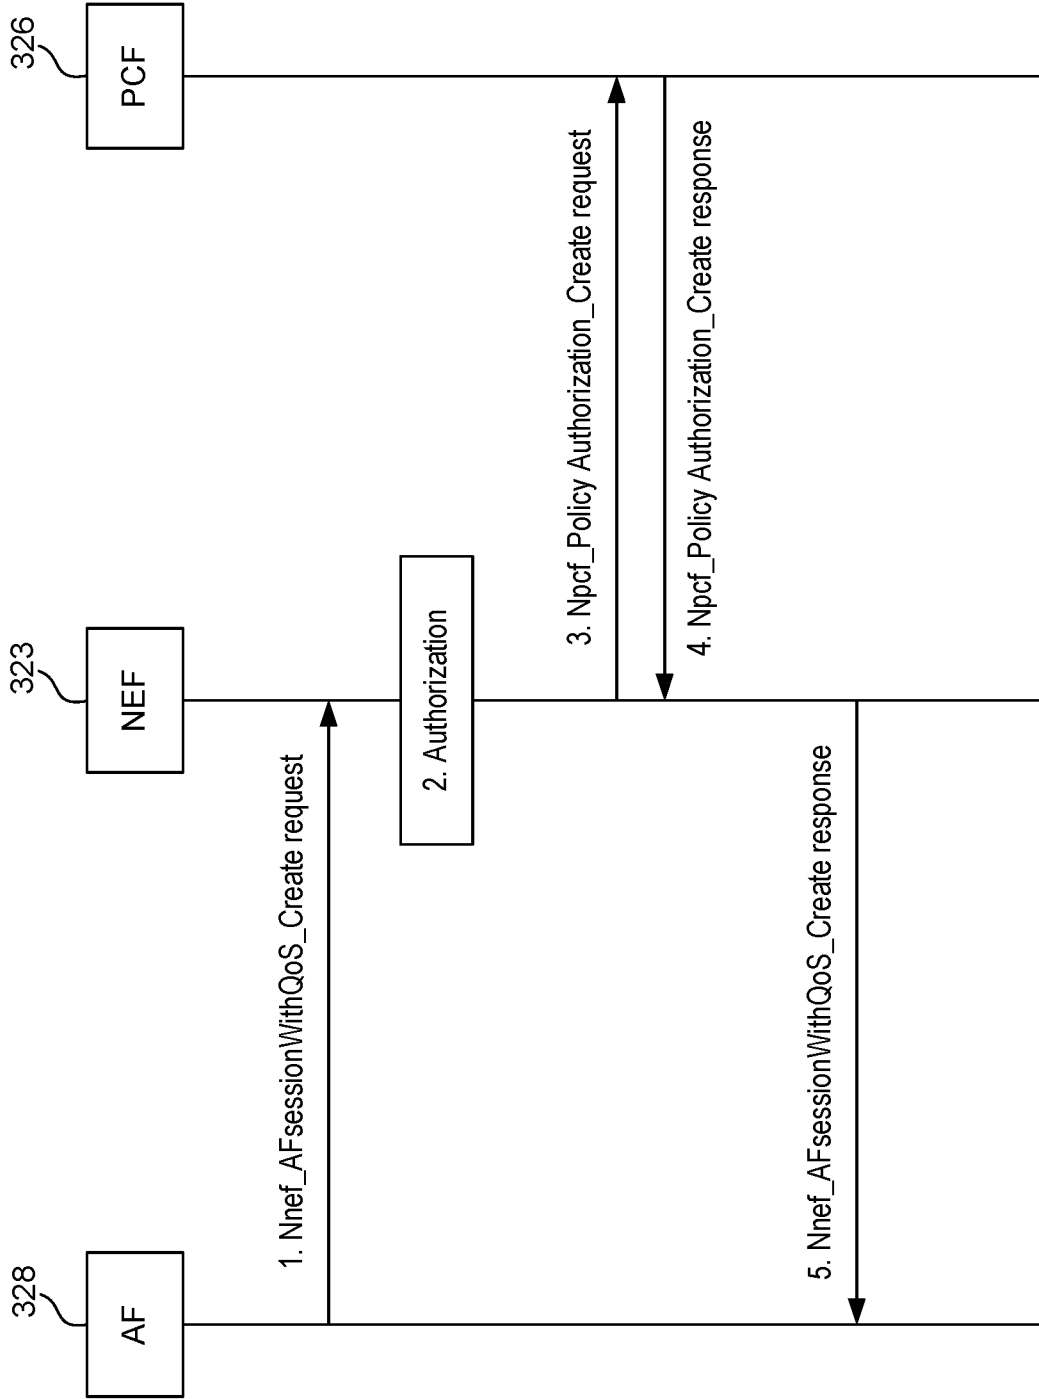 328
323
326
AF
NEF
PCF
1. Nnef_AFsessionWithQoS_Create request
2. Authorization
3. Npcf_Policy Authorization_Create request
4. Npcf_Policy Authorization_Create response
5. Nnef_AFsessionWithQoS_Create response